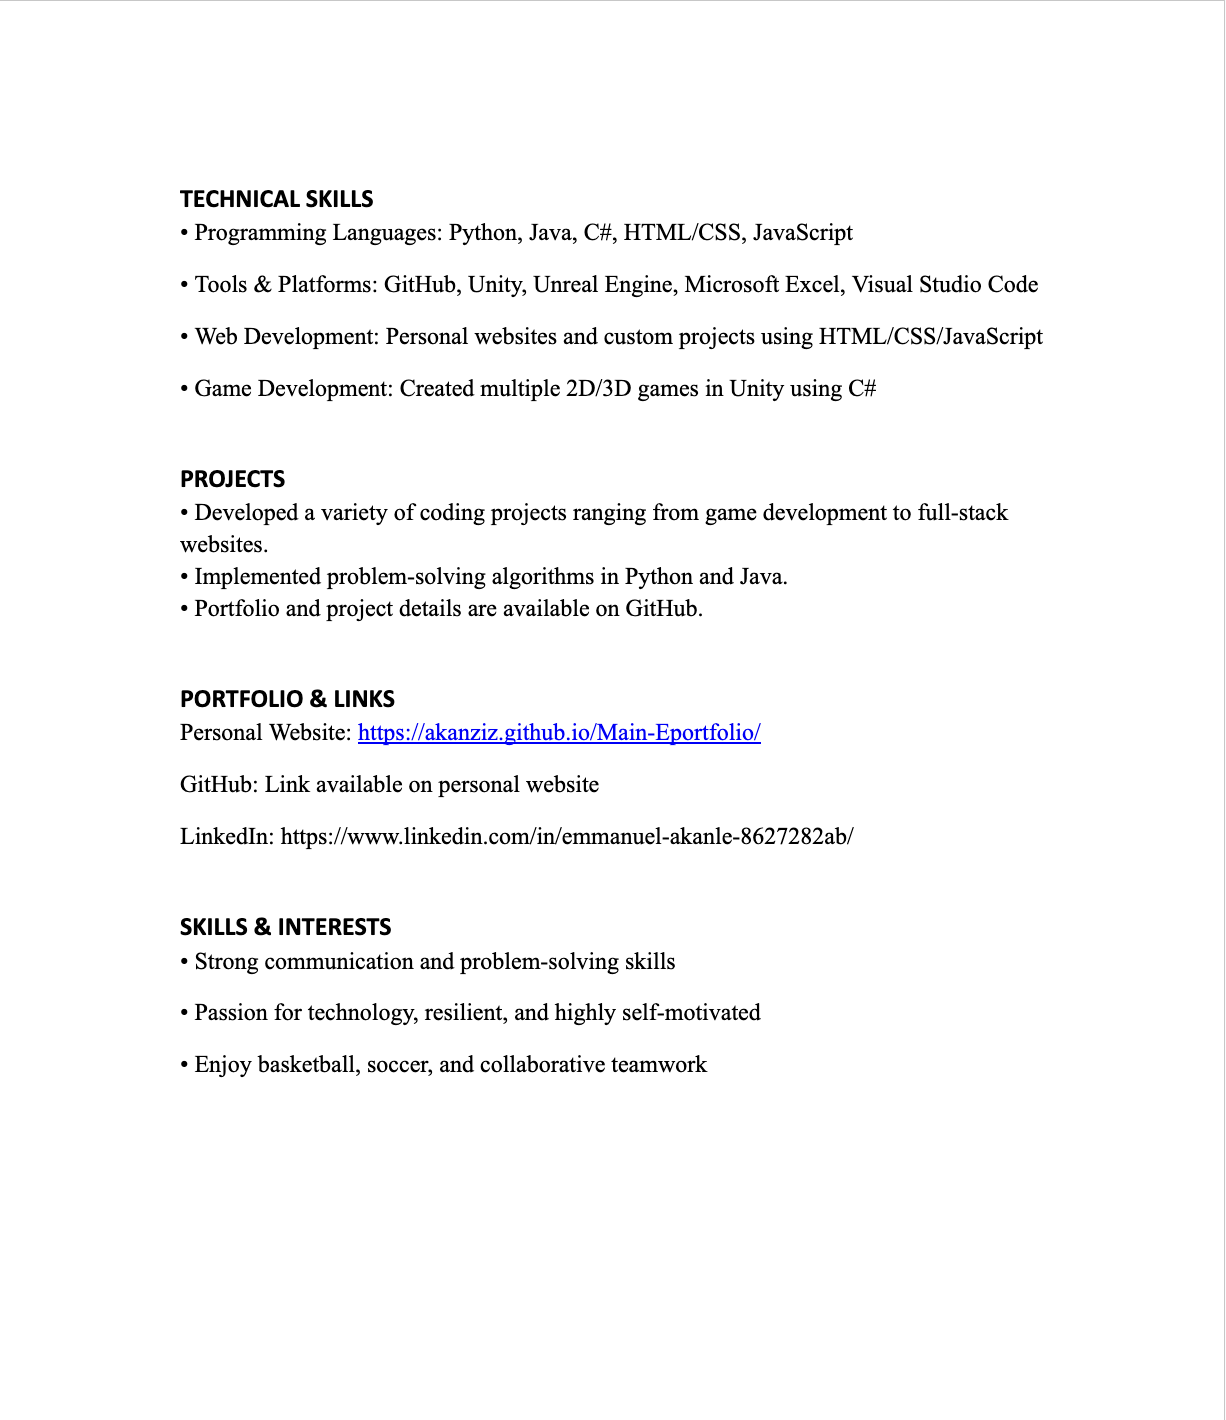 TECHNICAL SKILLS
• Programming Languages: Python, Java, C#, HTML/CSS, JavaScript
• Tools & Platforms: GitHub, Unity, Unreal Engine, Microsoft Excel, Visual Studio Code
• Web Development: Personal websites and custom projects using HTML/CSS/JavaScript
• Game Development: Created multiple 2D/3D games in Unity using C#
PROJECTS
• Developed a variety of coding projects ranging from game development to full-stack
websites.
• Implemented problem-solving algorithms in Python and Java.
• Portfolio and project details are available on GitHub.
PORTFOLIO & LINKS
Personal Website: https://akanziz.github.io/Main-Eportfolio/
GitHub: Link available on personal website
LinkedIn: https://www.linkedin.com/in/emmanuel-akanle-8627282ab/
SKILLS & INTERESTS
• Strong communication and problem-solving skills
• Passion for technology, resilient, and highly self-motivated
• Enjoy basketball, soccer, and collaborative teamwork